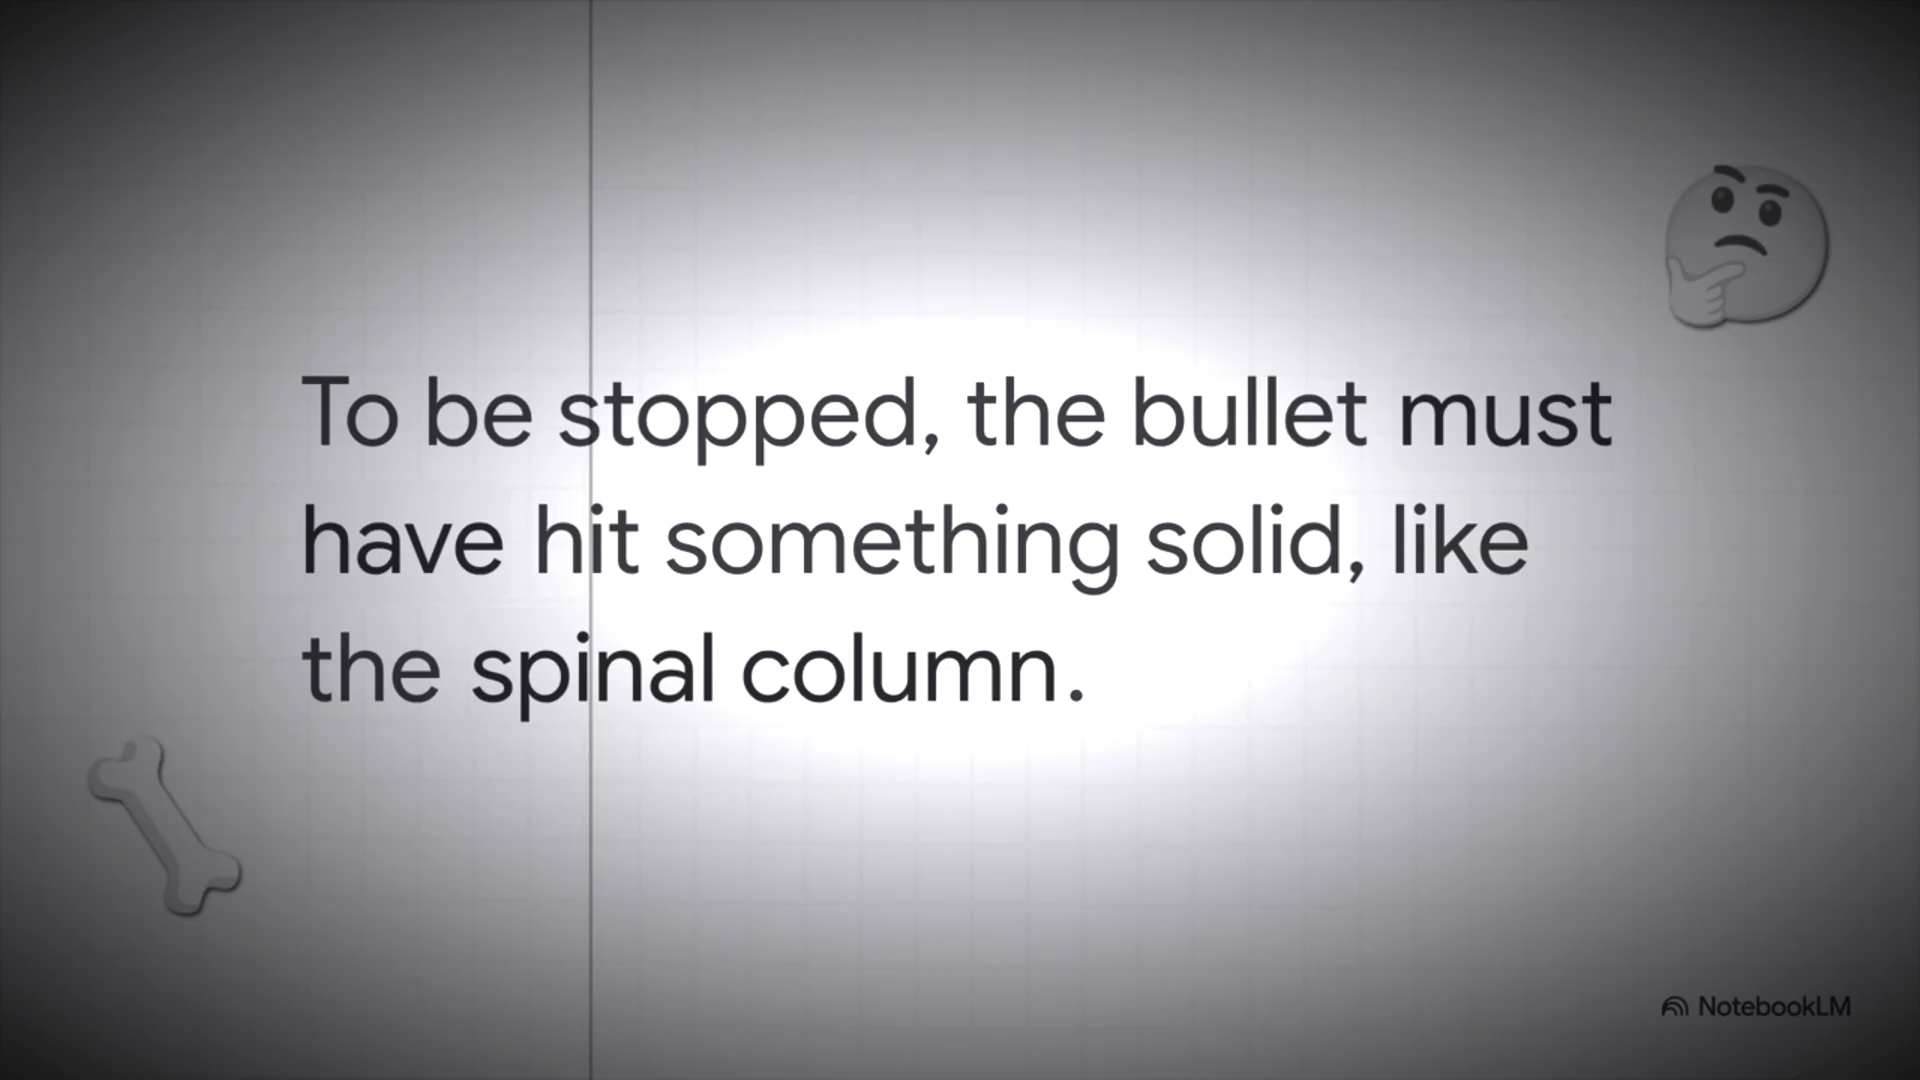 To be stopped, the bullet must
have hit something solid, like
the spinal column.
NotebookLM